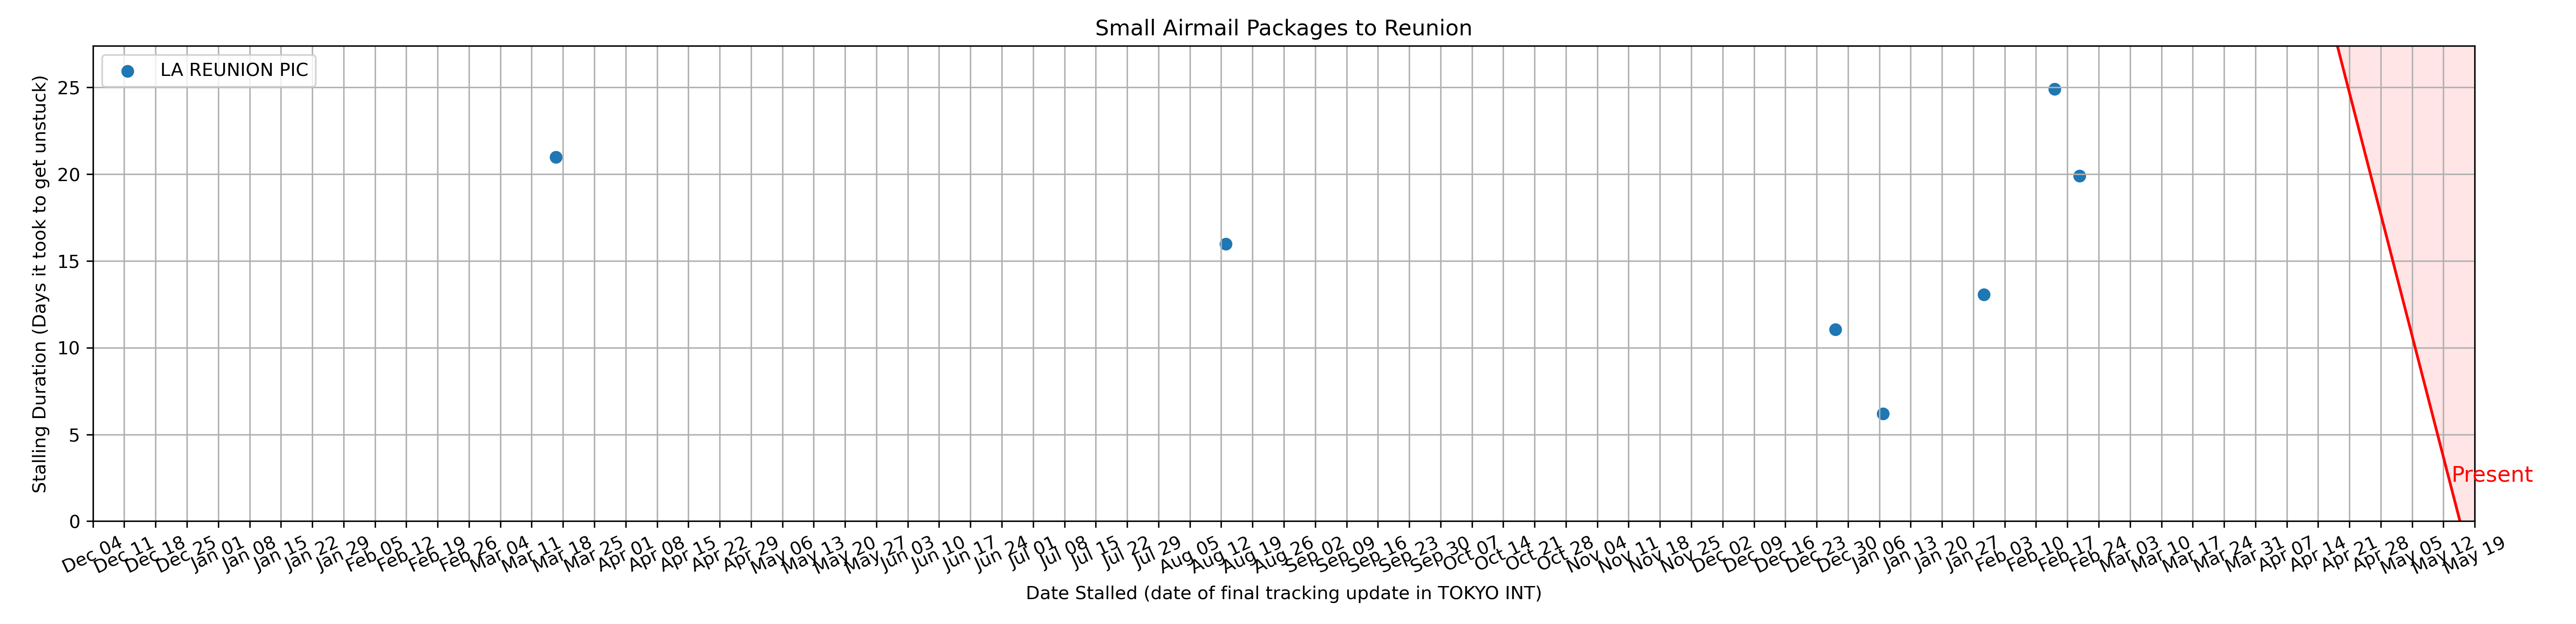 Small Airmail Packages to Reunion
LA REUNION PIC
Stalling Duration (Days it took to get unstuck)
25
20
15
10
5
0
Present
Dec 04 Dec 11 Dec 18 Dec 25 Jan 01 Jan 08 Jan 15 Jan 22 Jan 29 Feb 05 Feb 12 Feb 19 Feb 26 Mar 04 Mar 11 Mar 18 Mar 25 Apr 01 Apr 08 Apr 15 Apr 22 Apr 29 May 06 May 13 May 20 May 27 Jun 03 Jun 10 Jun 17 Jun 24 Jul 01 Jul 08 Jul 15 Jul 22 Jul 29 Aug 05 Aug 12 Aug 19 Aug 26 Sep 02 Sep 09 Sep 16 Sep 23 Sep 30 Oct 07 Oct 14 Oct 21 Oct 28 Nov 04 Nov 11 Nov 18 Nov 25 Dec 02 Dec 09 Dec 16 Dec 23 Dec 30 Jan 06 Jan 13 Jan 20 Jan 27 Feb 03 Feb 10 Feb 17 Feb 24 Mar 03 Mar 10 Mar 17 Mar 24 Mar 31 Apr 07 Apr 14 Apr 21 Apr 28 May 05 May 12 May 19
Date Stalled (date of final tracking update in TOKYO INT)